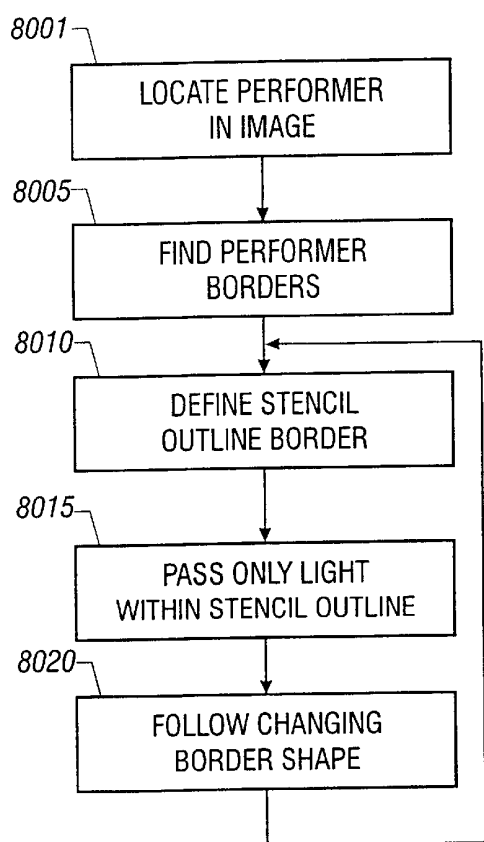 8001
LOCATE PERFORMER
IN IMAGE
8005
FIND PERFORMER
BORDERS
8010
DEFINE STENCIL
OUTLINE BORDER
8015
PASS ONLY LIGHT
WITHIN STENCIL OUTLINE
8020
FOLLOW CHANGING
BORDER SHAPE